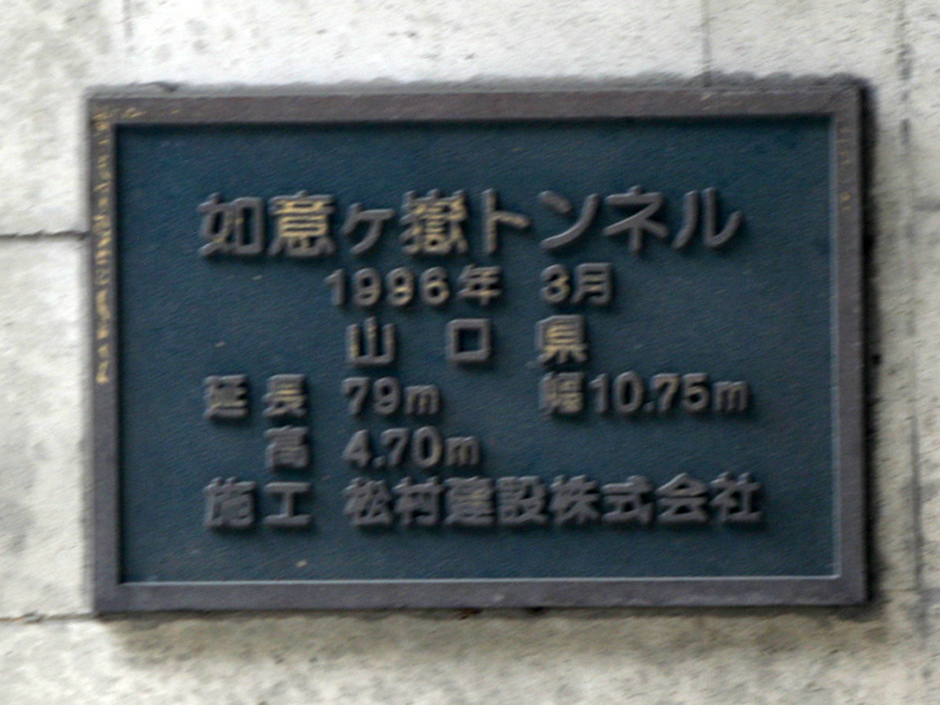 如意ヶ嶽トンネル
1996年 3月
山口県
延長 79m 幅10.75m
高 4.70m
施工 松村建設株式会社